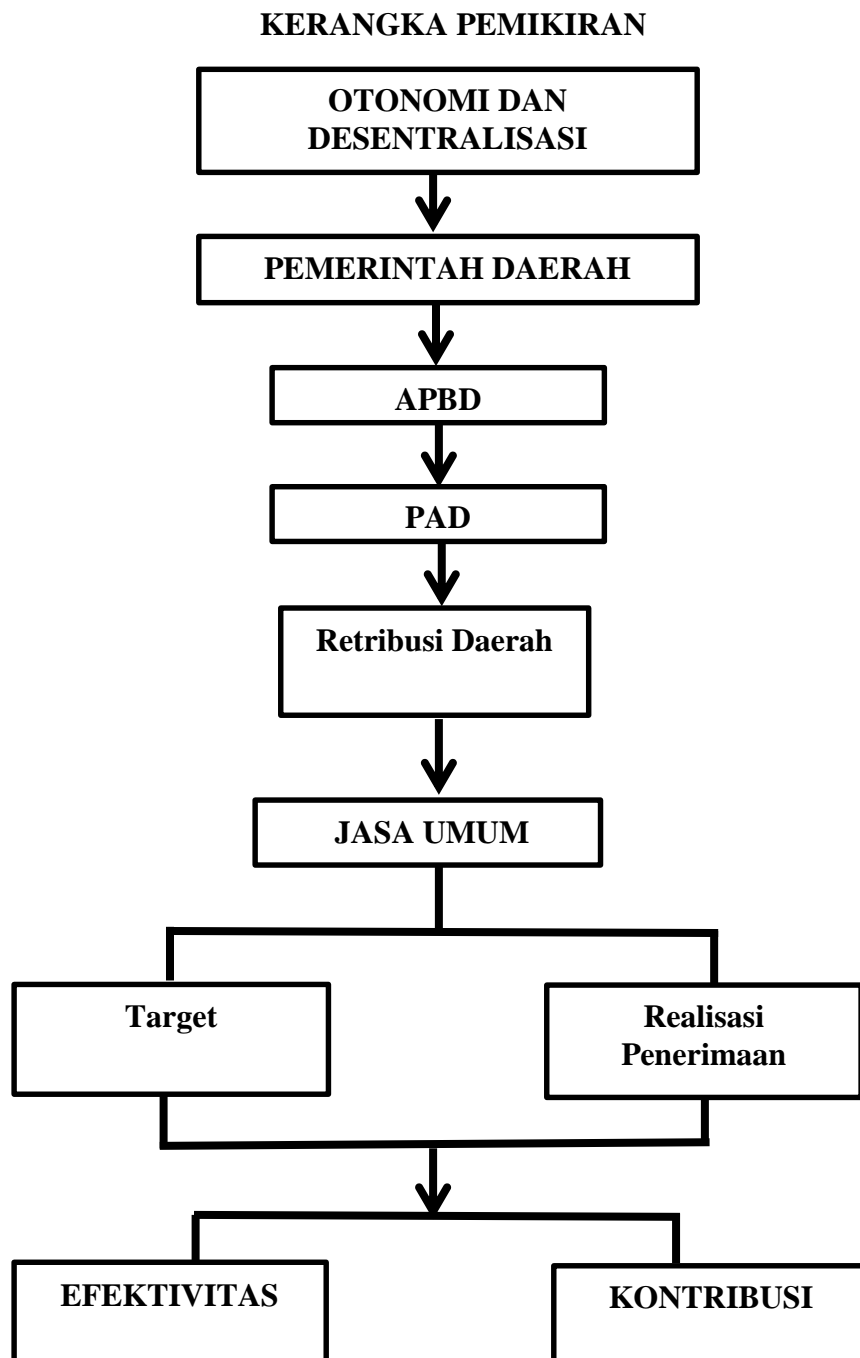 KERANGKA PEMIKIRAN
OTONOMI DAN
DESENTRALISASI
PEMERINTAH DAERAH
APBD
PAD
Retribusi Daerah
JASA UMUM
Target
Realisasi
Penerimaan
EFEKTIVITAS
KONTRIBUSI